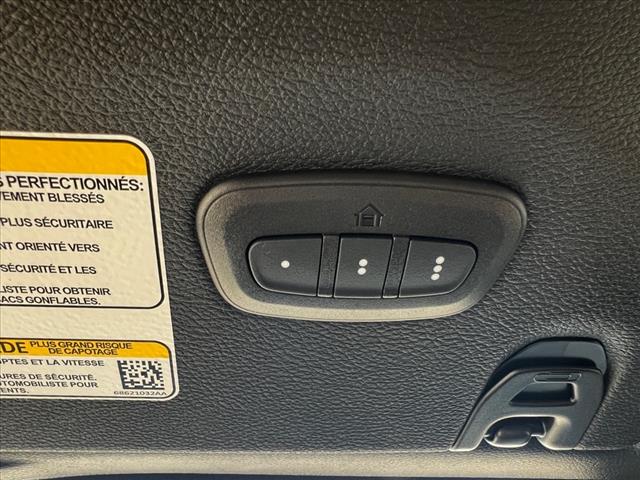 S PERFECTIONNÉS:
VEMENT BLESSÉS
PLUS SÉCURITAIRE
NT ORIENTÉ VERS
SÉCURITÉ ET LES
LISTE POUR OBTENIR
SACS GONFLABLES.
DE PLUS GRAND RISQUE
DE CAPOTAGE
PTES ET LA VITESSE
URES DE SÉCURITÉ.
UTOMOBILISTE POUR
ENTS.
68621032AA